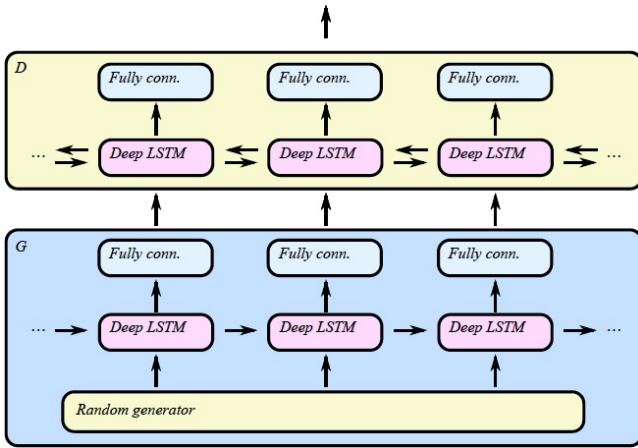 D
Fully conn. Fully conn. Fully conn.
... Deep LSTM Deep LSTM Deep LSTM ...
G
Fully conn. Fully conn. Fully conn.
... Deep LSTM Deep LSTM Deep LSTM ...
Random generator